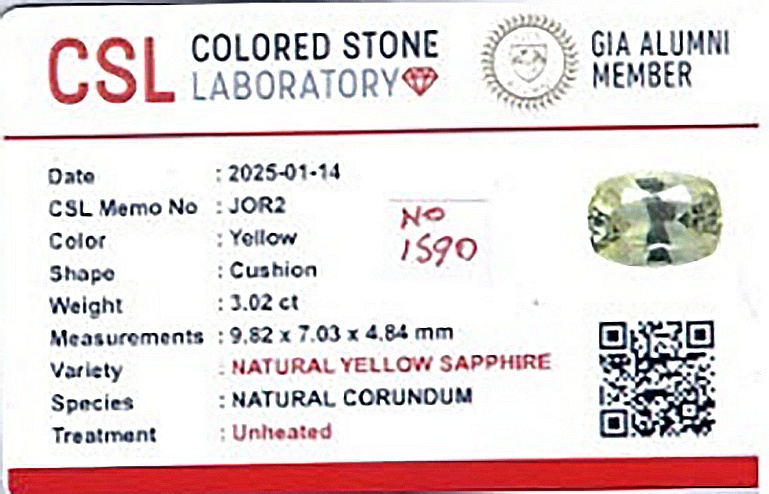 CSL COLORED STONE LABORATORY
GIA ALUMNI MEMBER
Date : 2025-01-14
CSL Memo No : JOR2
Color : Yellow
Shape : Cushion
Weight : 3.02 ct
Measurements : 9.82 x 7.03 x 4.84 mm
Variety : NATURAL YELLOW SAPPHIRE
Species : NATURAL CORUNDUM
Treatment : Unheated
NO
1590